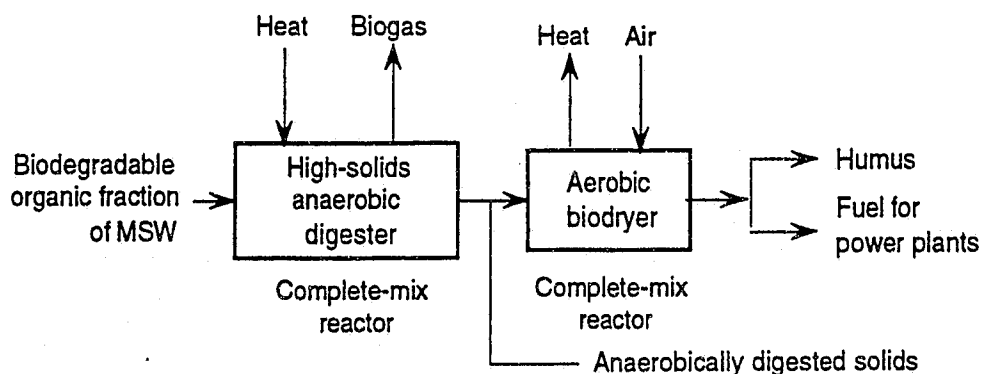 Heat
Biogas
Heat
Air
Biodegradable
organic fraction
of MSW
High-solids
anaerobic
digester
Aerobic
biodryer
Humus
Fuel for
power plants
Complete-mix
reactor
Complete-mix
reactor
Anaerobically digested solids